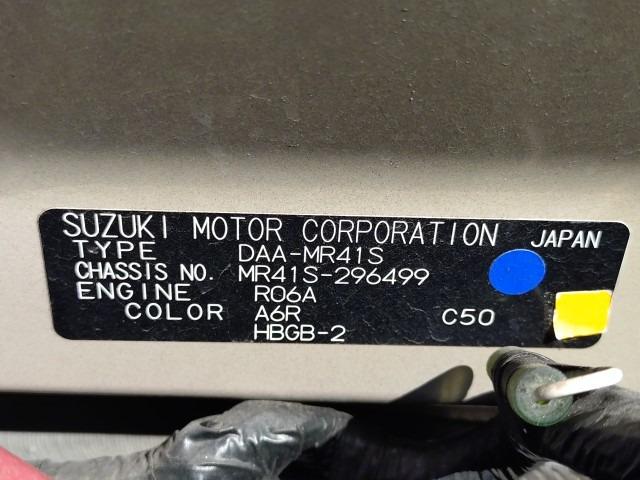 SUZUKI MOTOR CORPORATION JAPAN
TYPE DAA-MR41S
CHASSIS NO. MR41S-296499
ENGINE R06A
COLOR A6R C50
HBGB-2